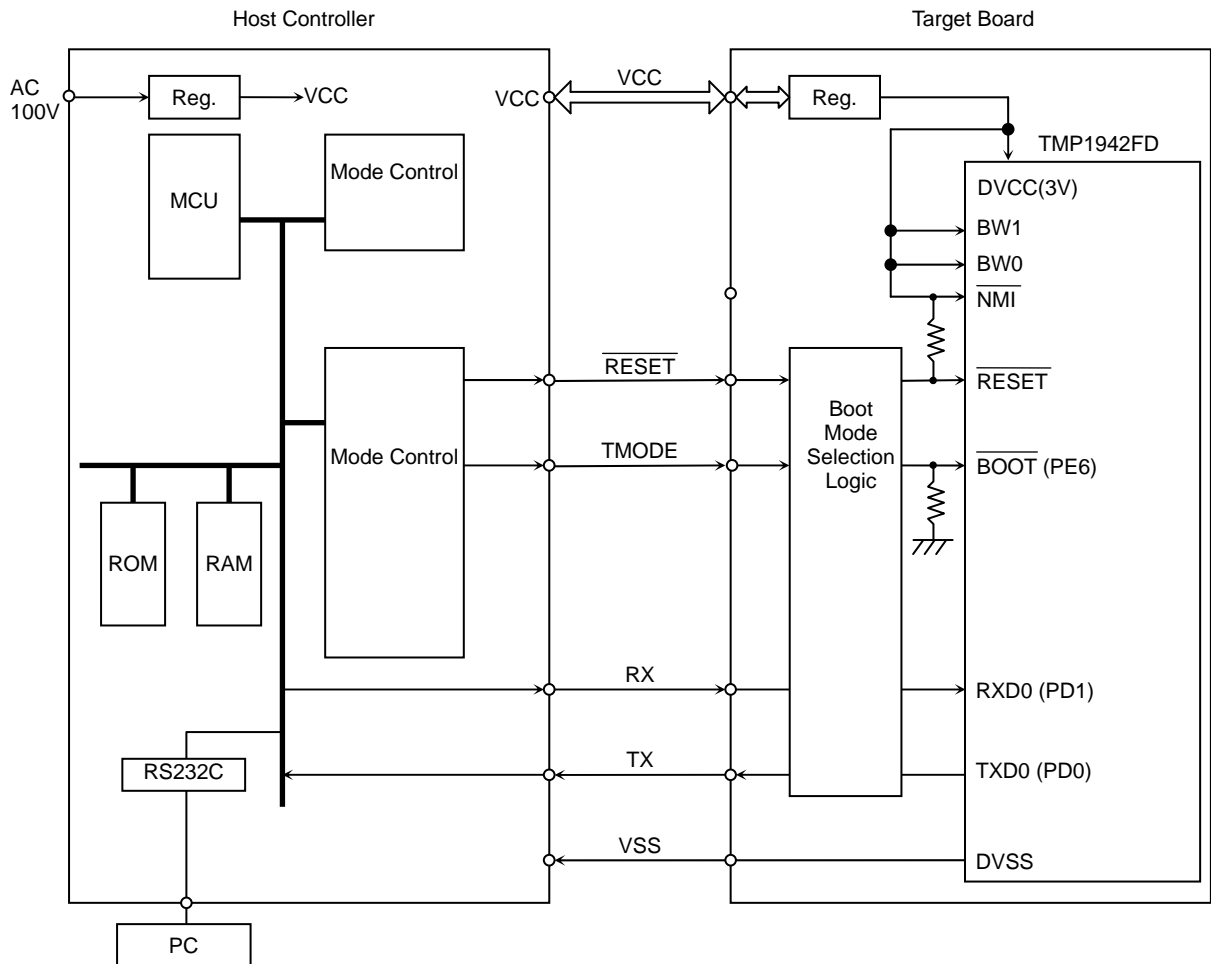 Host Controller
Target Board
AC
100V
Reg.
VCC
VCC
VCC
Reg.
TMP1942FD
MCU
Mode Control
DVCC(3V)
BW1
BW0
NMI
RESET
RESET
Boot
Mode
Selection
Logic
Mode Control
TMODE
BOOT (PE6)
ROM
RAM
RX
RXD0 (PD1)
RS232C
TX
TXD0 (PD0)
VSS
DVSS
PC